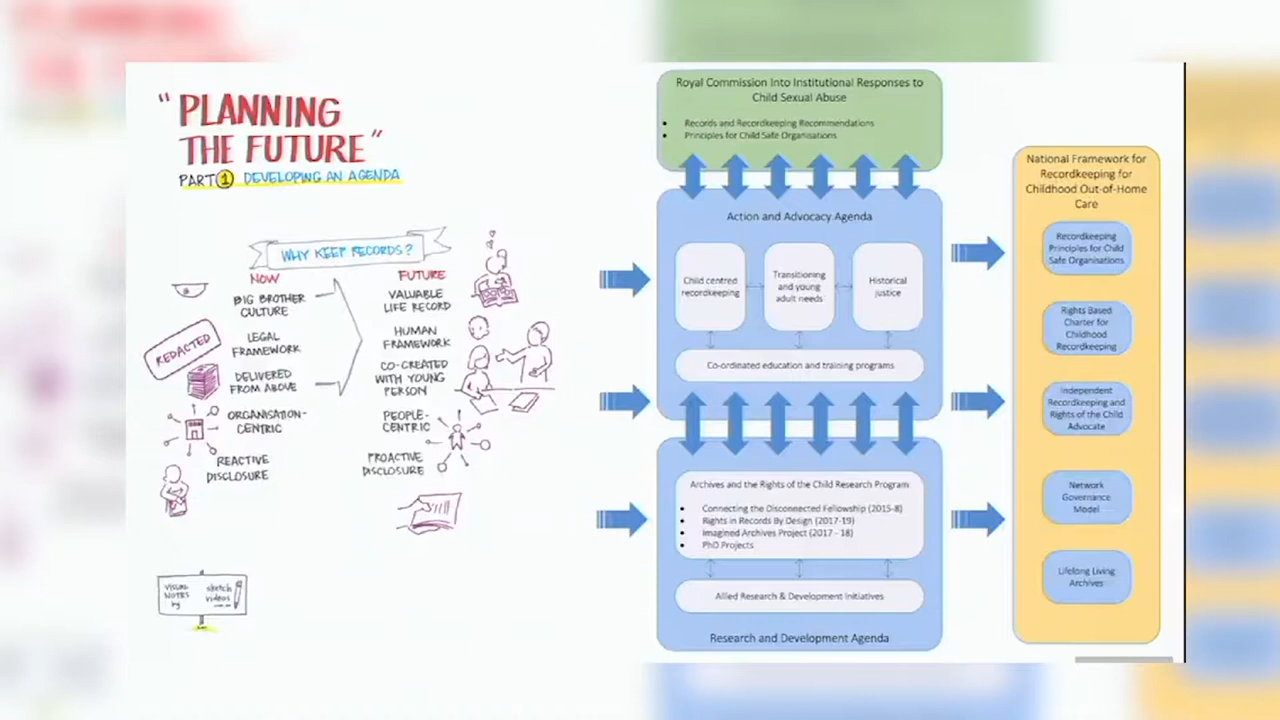 "PLANNING
THE FUTURE"
PART 1 DEVELOPING AN AGENDA
WHY KEEP RECORDS?
NOW
BIG BROTHER
CULTURE
LEGAL
FRAMEWORK
DELIVERED
FROM ABOVE
ORGANISATION-
CENTRIC
REACTIVE
DISCLOSURE
REDACTED
FUTURE
VALUABLE
LIFE RECORD
HUMAN
FRAMEWORK
CO-CREATED
WITH YOUNG
PERSON
PEOPLE-
CENTRIC
PROACTIVE
DISCLOSURE
VISUAL
NOTES
by
sketch
videos
Royal Commission Into Institutional Responses to
Child Sexual Abuse
• Records and Recordkeeping Recommendations
• Principles for Child Safe Organisations
Action and Advocacy Agenda
Child centred
recordkeeping
Transitioning
and young
adult needs
Historical
justice
Co-ordinated education and training programs
Archives and the Rights of the Child Research Program
• Connecting the Disconnected Fellowship (2015-8)
• Rights in Records By Design (2017-19)
• Imagined Archives Project (2017 - 18)
• PhD Projects
Allied Research & Development Initiatives
Research and Development Agenda
National Framework for
Recordkeeping for
Childhood Out-of-Home
Care
Recordkeeping
Principles for Child
Safe Organisations
Rights Based
Charter for
Childhood
Recordkeeping
Independent
Recordkeeping and
Rights of the Child
Advocate
Network
Governance
Model
Lifelong Living
Archives